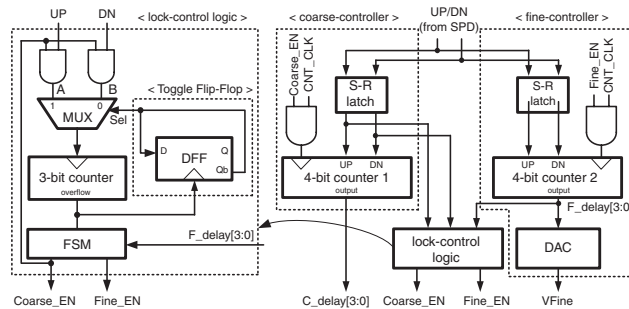 UP DN
< lock-control logic >
A B
1 0
MUX
Sel
< Toggle Flip-Flop >
D Q
DFF
Qb
3-bit counter
overflow
FSM
F_delay[3:0]
Coarse_EN Fine_EN
< coarse-controller >
UP/DN
(from SPD)
< fine-controller >
Coarse_EN
CNT_CLK
S-R
latch
UP DN
4-bit counter 1
output
lock-control
logic
C_delay[3:0] Coarse_EN Fine_EN
S-R
latch
Fine_EN
CNT_CLK
UP DN
4-bit counter 2
output
F_delay[3:0]
DAC
VFine